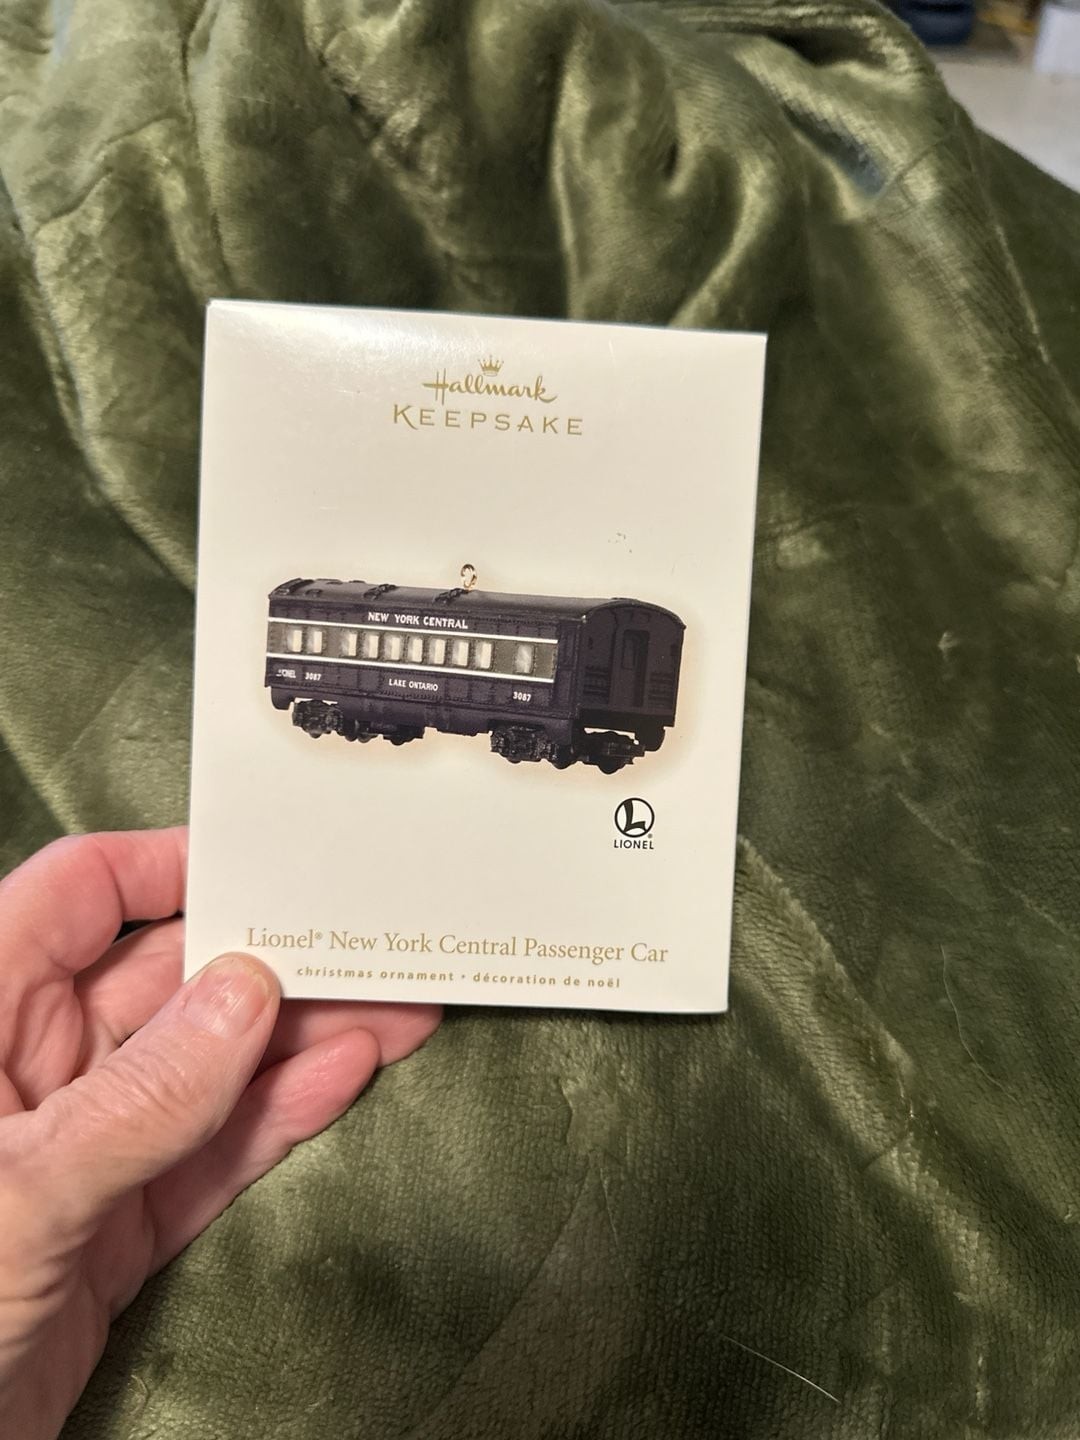 Hallmark
KEEPSAKE
NEW YORK CENTRAL
LIONEL 3087
LAKE ONTARIO
3087
L
LIONEL
Lionel® New York Central Passenger Car
christmas ornament • décoration de noël